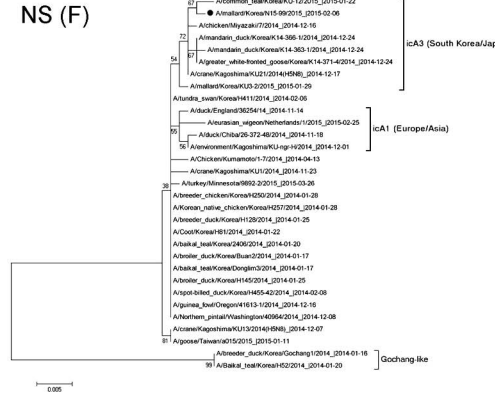 NS (F)
A/common_teal/Korea/KU-12/2015_|2015-01-22
67
A/mallard/Korea/N15-99/2015_|2015-02-06
A/chicken/Miyazaki/7/2014_|2014-12-16
72
A/mandarin_duck/Korea/K14-366-1/2014_|2014-12-24
A/mandarin_duck/Korea/K14-363-1/2014_|2014-12-24
67
A/greater_white-fronted_goose/Korea/K14-371-4/2014_|2014-12-24
54
A/crane/Kagoshima/KU21/2014(H5N8)_|2014-12-17
A/mallard/Korea/KU3-2/2015_|2015-01-29
icA3 (South Korea/Jap
A/tundra_swan/Korea/H411/2014_|2014-02-06
A/duck/England/36254/14_|2014-11-14
A/eurasian_wigeon/Netherlands/1/2015_|2015-02-25
55
A/duck/Chiba/26-372-48/2014_|2014-11-18
56
A/environment/Kagoshima/KU-ngr-H/2014_|2014-12-01
icA1 (Europe/Asia)
A/Chicken/Kumamoto/1-7/2014_|2014-04-13
A/crane/Kagoshima/KU1/2014_|2014-11-23
A/turkey/Minnesota/9892-2/2015_|2015-03-26
38
A/breeder_chicken/Korea/H250/2014_|2014-01-28
A/Korean_native_chicken/Korea/H257/2014_|2014-01-28
A/breeder_duck/Korea/H128/2014_|2014-01-25
A/Coot/Korea/H81/2014_|2014-01-22
A/baikal_teal/Korea/2406/2014_|2014-01-20
A/broiler_duck/Korea/Buan2/2014_|2014-01-17
A/baikal_teal/Korea/Donglim3/2014_|2014-01-17
A/broiler_duck/Korea/H145/2014_|2014-01-25
A/spot-billed_duck/Korea/H455-42/2014_|2014-02-08
A/guinea_fowl/Oregon/41613-1/2014_|2014-12-16
A/Northern_pintail/Washington/40964/2014_|2014-12-08
A/crane/Kagoshima/KU13/2014(H5N8)_|2014-12-07
81
A/goose/Taiwan/a015/2015_|2015-01-11
A/breeder_duck/Korea/Gochang1/2014_|2014-01-16
99
A/Baikal_teal/Korea/H52/2014_|2014-01-20
Gochang-like
0.005